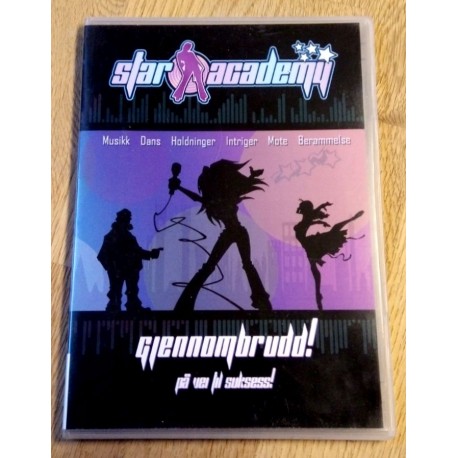 star academy
Musikk Dans Holdninger Intriger Mote Berømmelse
Gjennombrudd!
på vei til suksess!